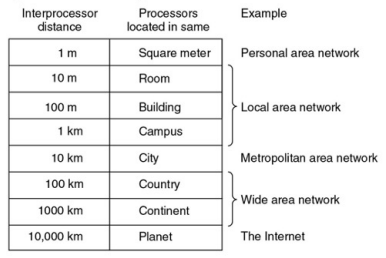 Interprocessor Processors Example
distance located in same
1 m Square meter Personal area network
10 m Room
100 m Building Local area network
1 km Campus
10 km City Metropolitan area network
100 km Country
Wide area network
1000 km Continent
10,000 km Planet The Internet